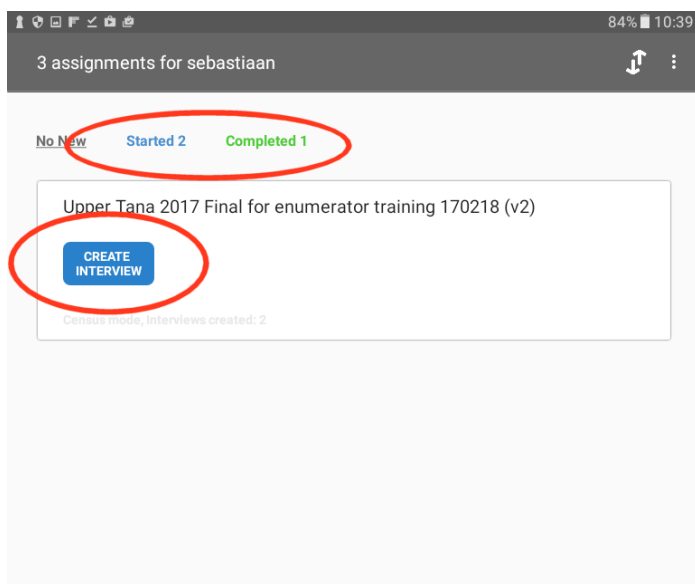 84% 10:39
3 assignments for sebastiaan
No New Started 2 Completed 1
Upper Tana 2017 Final for enumerator training 170218 (v2)
CREATE
INTERVIEW
Census mode, Interviews created: 2